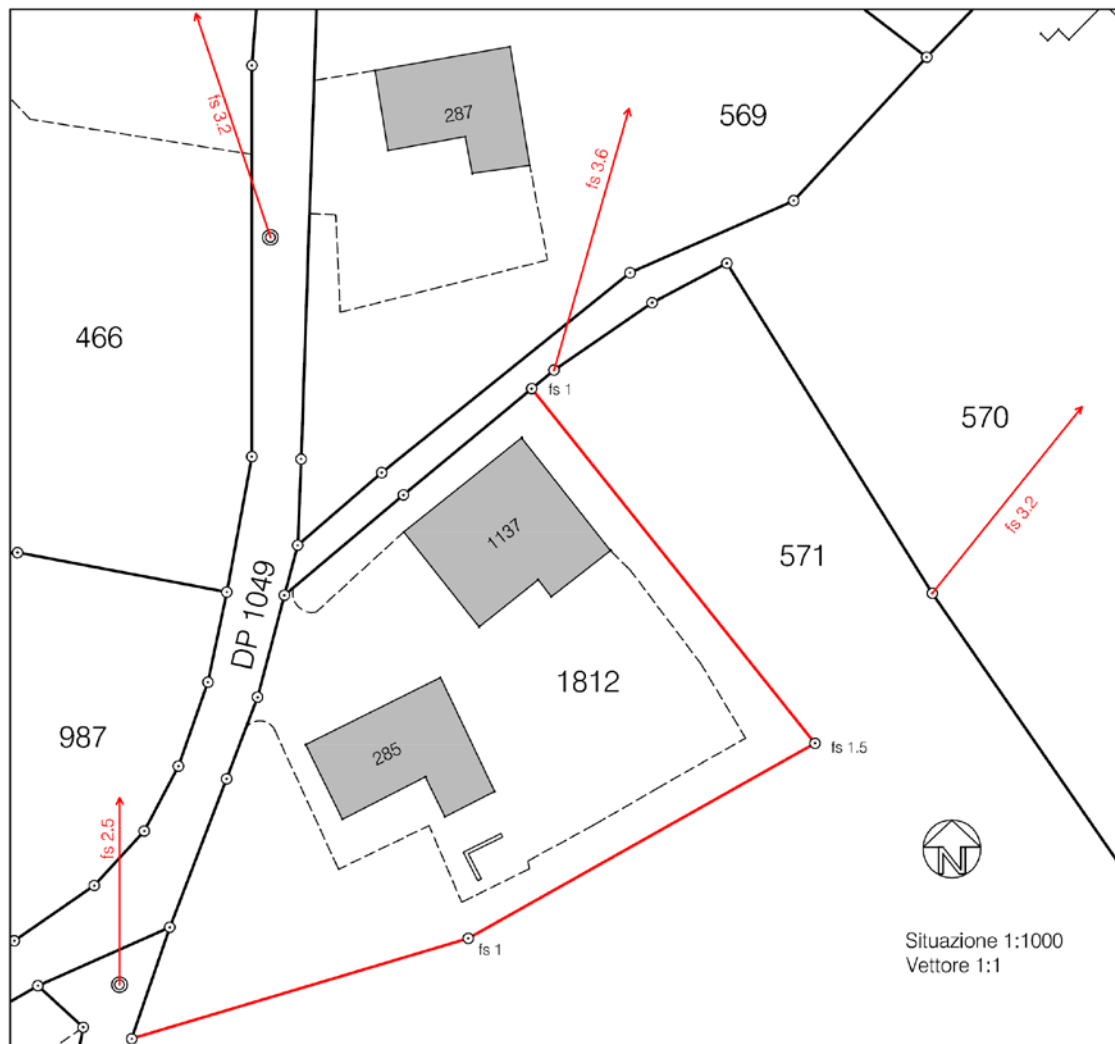 fs 3.2
287
569
fs 3.6
466
fs 1
570
fs 3.2
1137
571
DP 1049
1812
987
285
fs 1.5
fs 2.5
N
fs 1
Situazione 1:1000
Vettore 1:1